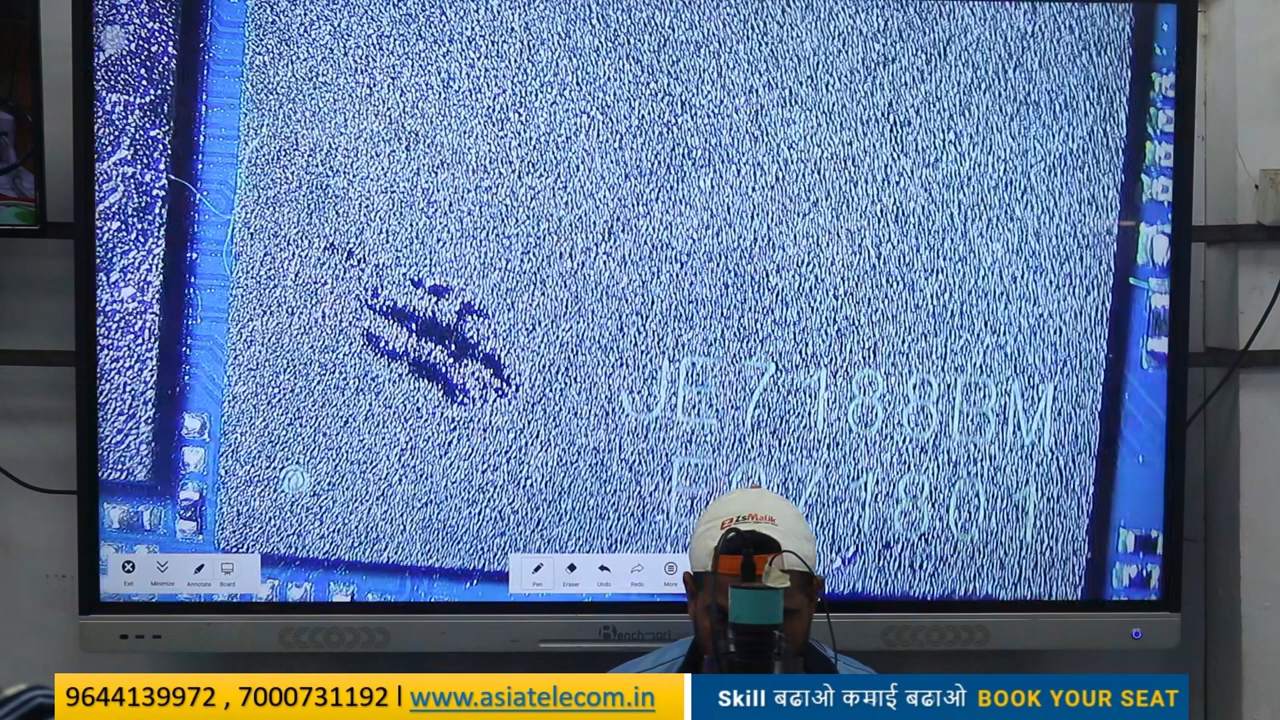 JE7188BM
Exit Minimize Annotate Board
Pen Eraser Undo Redo More
ZsMalik
Benchmarq
9644139972 , 7000731192 | www.asiatelecom.in
Skill बढाओ कमाई बढाओ BOOK YOUR SEAT